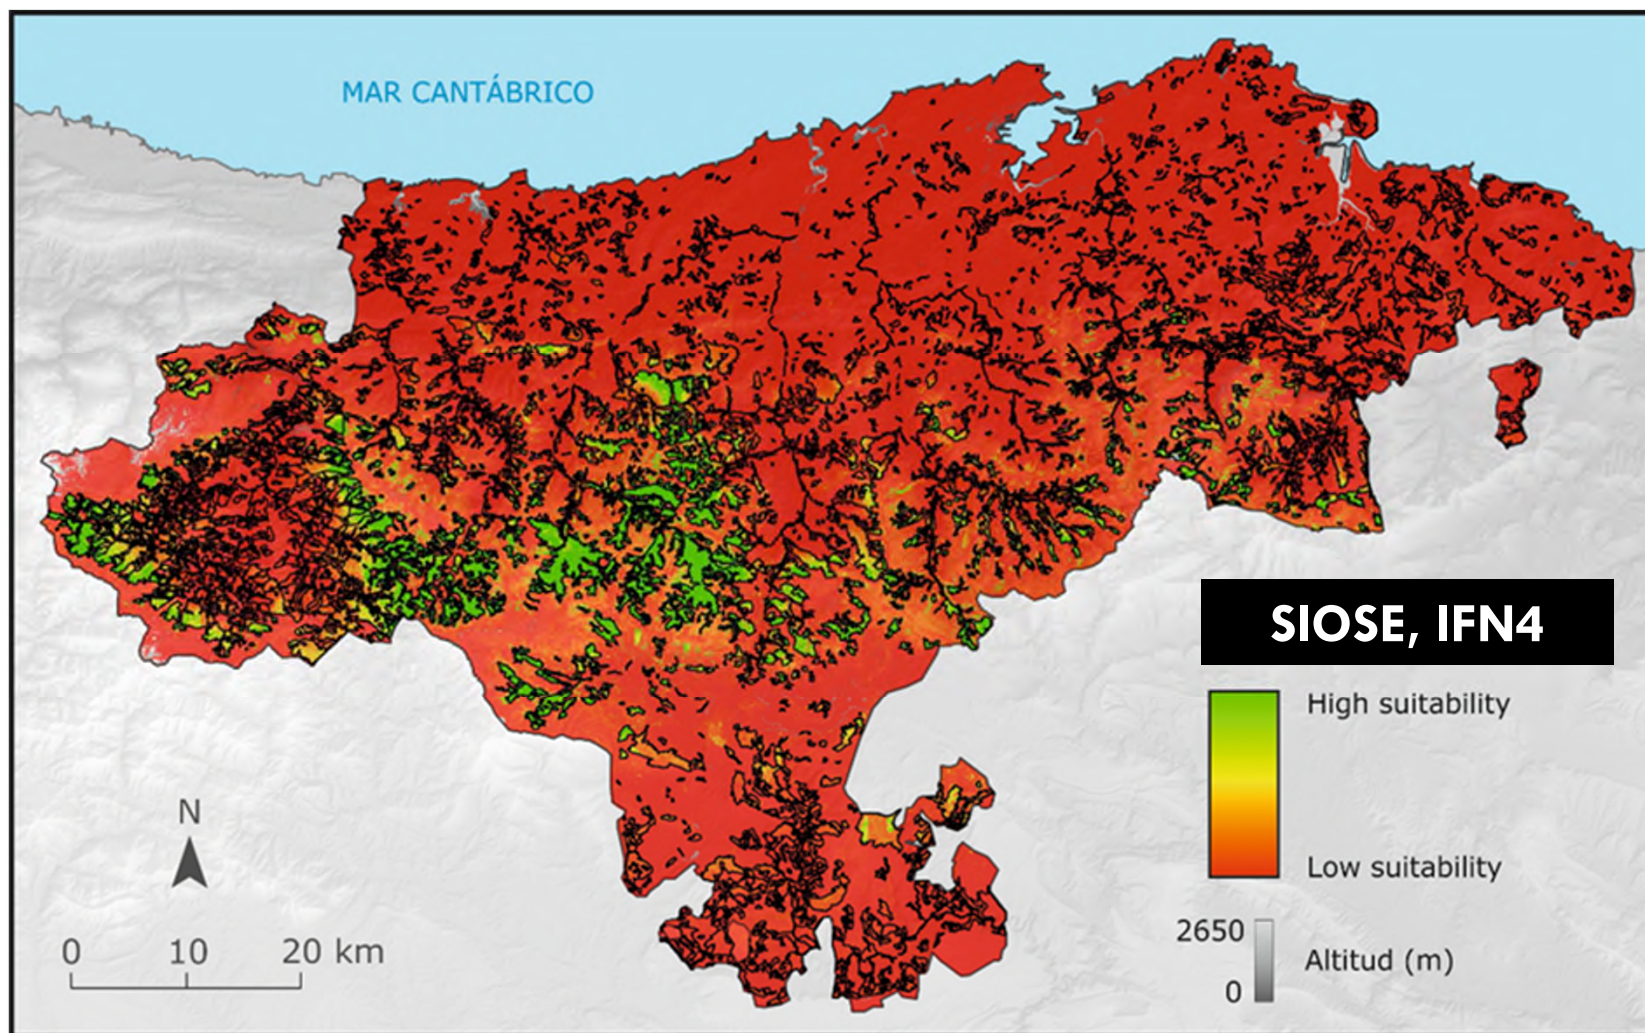 MAR CANTÁBRICO
SIOSE, IFN4
High suitability
Low suitability
N
0 10 20 km
2650
Altitud (m)
0